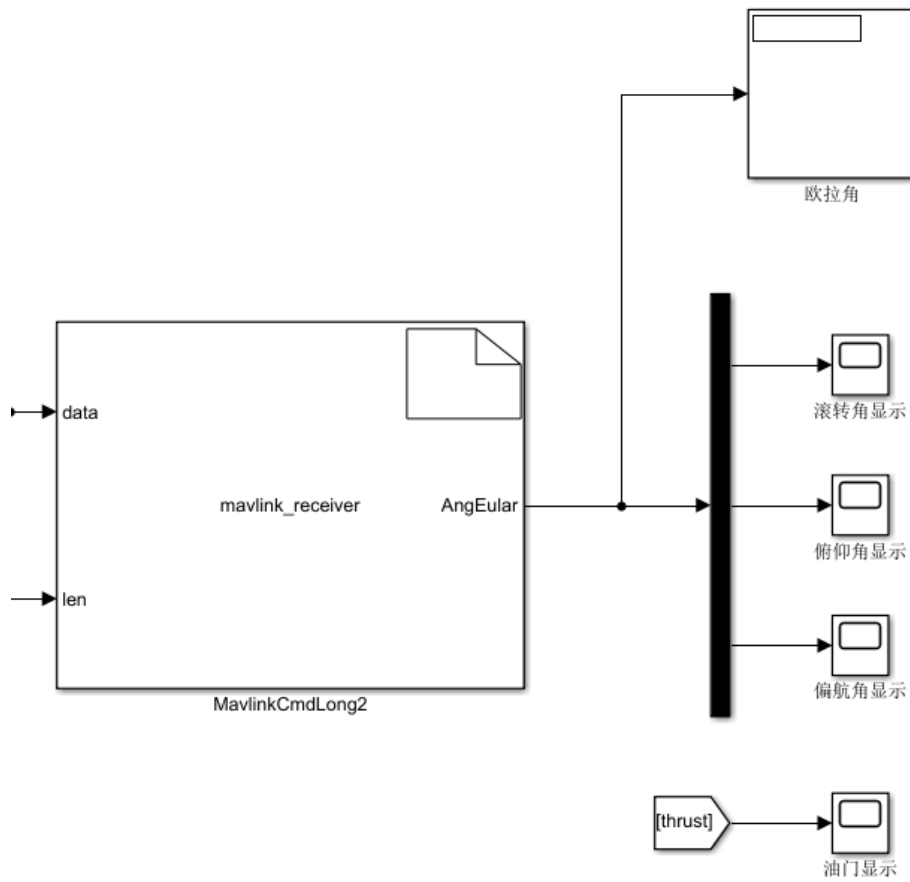 欧拉角
data
mavlink_receiver
AngEular
len
MavlinkCmdLong2
滚转角显示
俯仰角显示
偏航角显示
[thrust]
油门显示